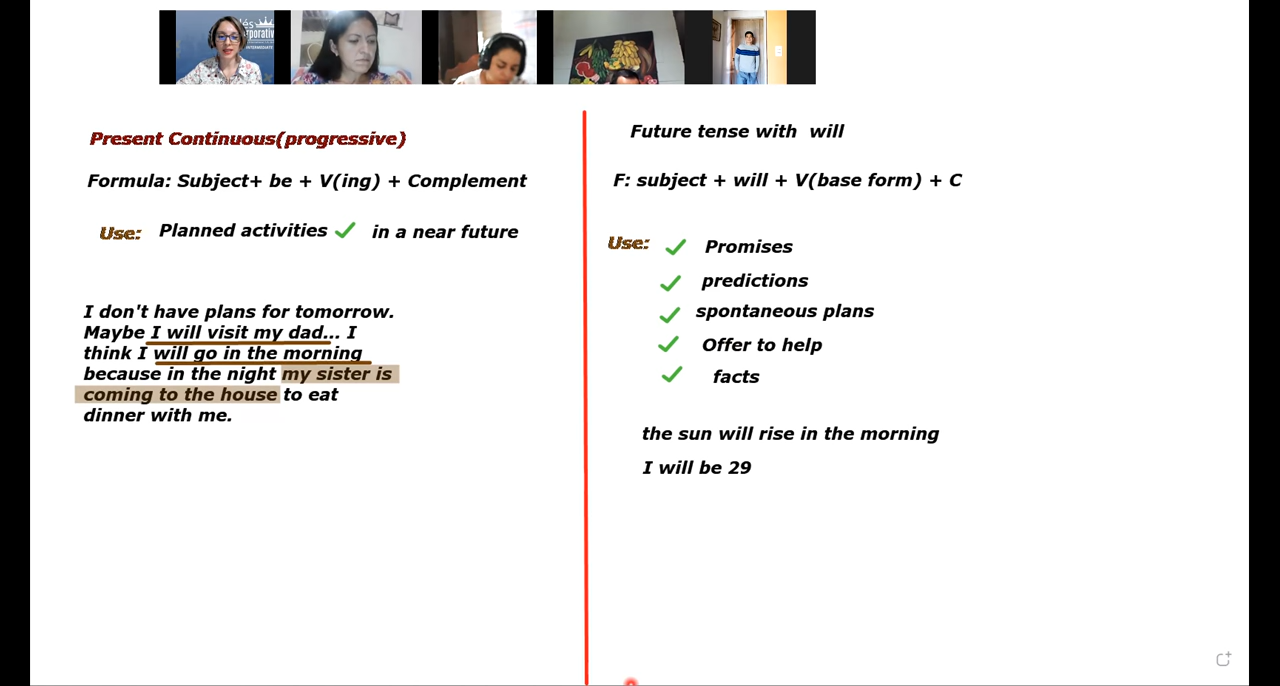 Present Continuous(progressive)
Formula: Subject+ be + V(ing) + Complement
Use: Planned activities in a near future
I don't have plans for tomorrow.
Maybe I will visit my dad... I
think I will go in the morning
because in the night my sister is
coming to the house to eat
dinner with me.
Future tense with will
F: subject + will + V(base form) + C
Use: Promises
predictions
spontaneous plans
Offer to help
facts
the sun will rise in the morning
I will be 29